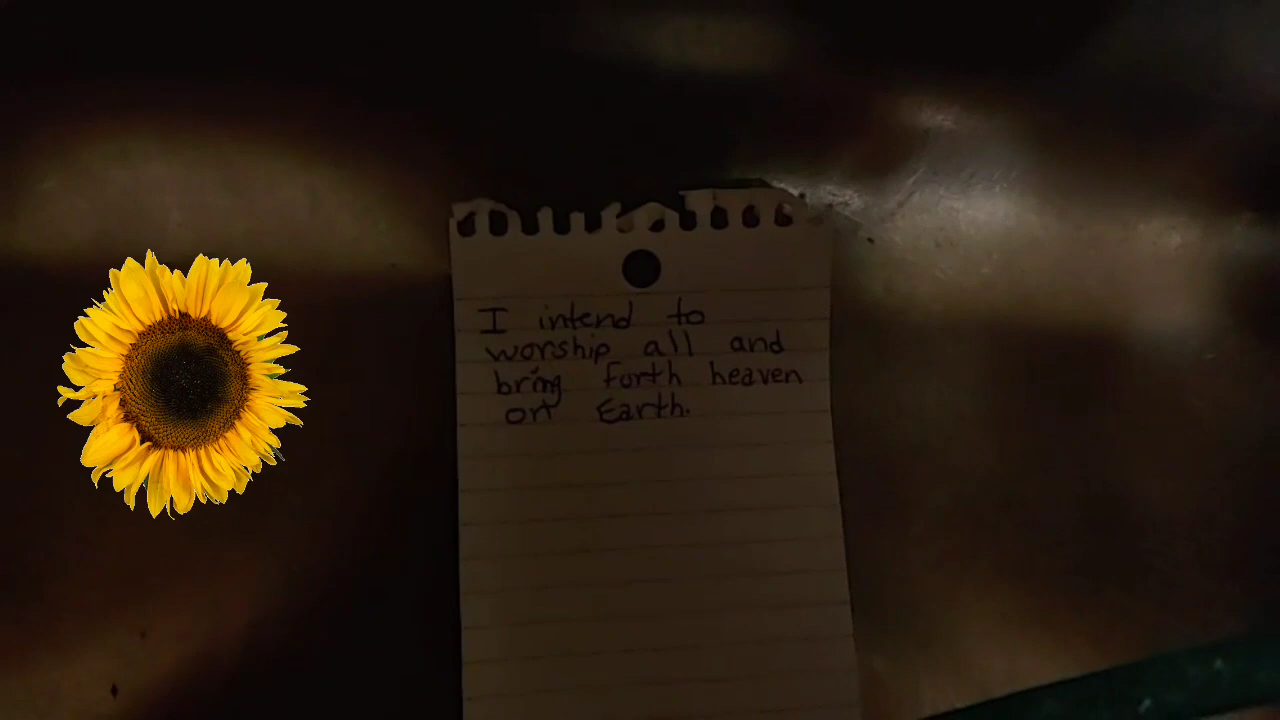 I intend to
worship all and
bring forth heaven
on Earth.